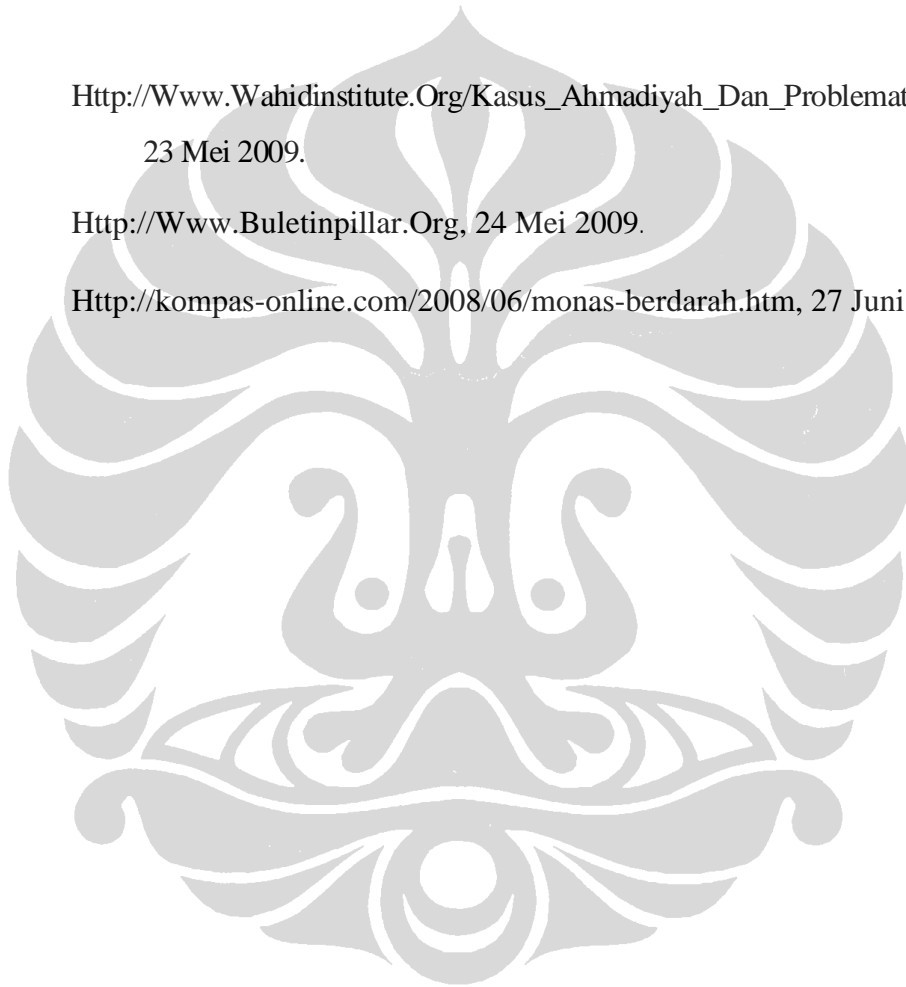 Http://Www.Wahidinstitute.Org/Kasus_Ahmadiyah_Dan_Problemat
23 Mei 2009.
Http://Www.Buletinpillar.Org, 24 Mei 2009.
Http://kompas-online.com/2008/06/monas-berdarah.htm, 27 Juni